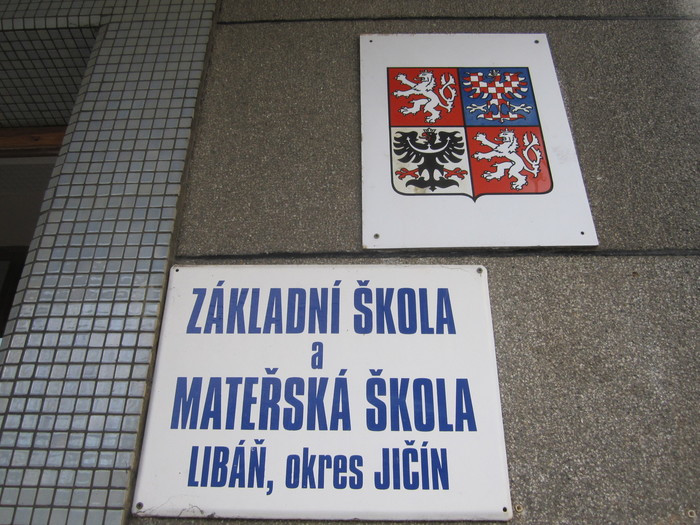 ZÁKLADNÍ ŠKOLA
a
MATEŘSKÁ ŠKOLA
LIBÁŇ, okres JIČÍN